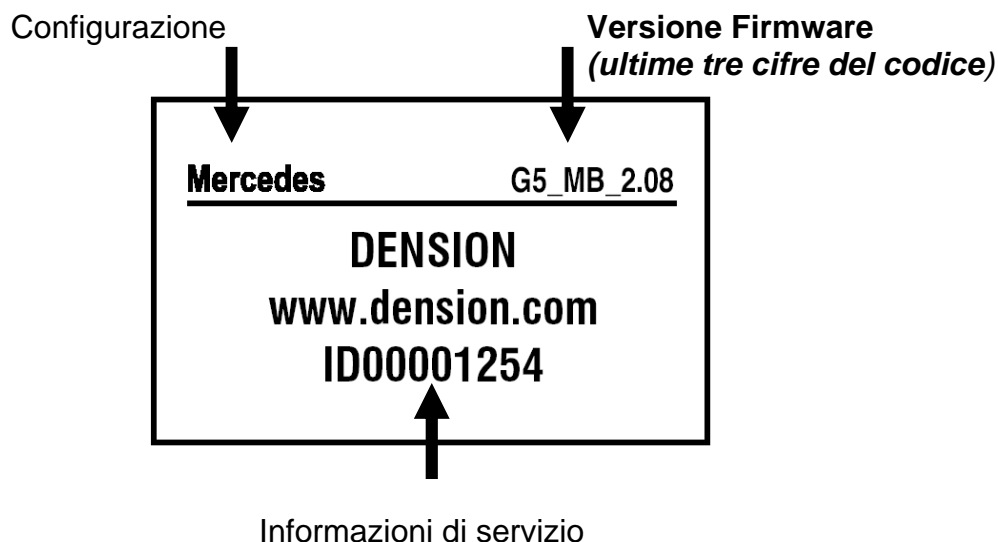 Configurazione
Versione Firmware
(ultime tre cifre del codice)
Mercedes G5_MB_2.08
DENSION
www.dension.com
ID00001254
Informazioni di servizio